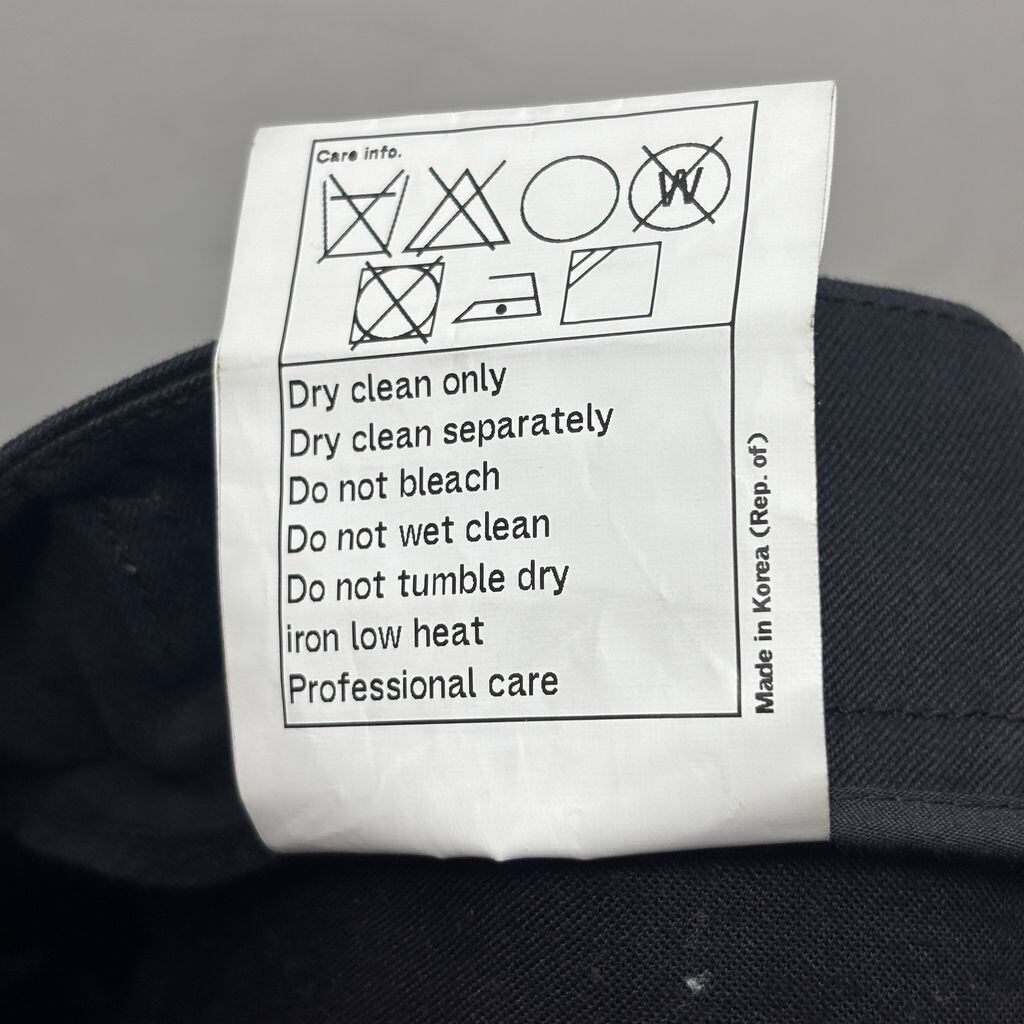 Care info.
W
Dry clean only
Dry clean separately
Do not bleach
Do not wet clean
Do not tumble dry
iron low heat
Professional care
Made in Korea (Rep. of)